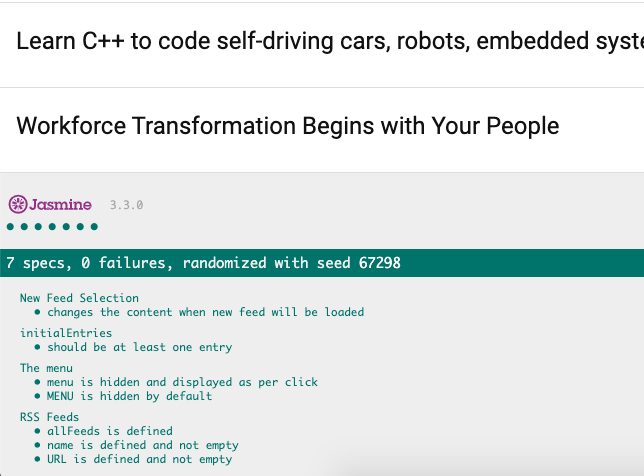 Learn C++ to code self-driving cars, robots, embedded
Workforce Transformation Begins with Your People
Jasmine 3.3.0
7 specs, 0 failures, randomized with seed 67298
New Feed Selection
• changes the content when new feed will be loaded
initialEntries
• should be at least one entry
The menu
• menu is hidden and displayed as per click
• MENU is hidden by default
RSS Feeds
• allFeeds is defined
• name is defined and not empty
• URL is defined and not empty